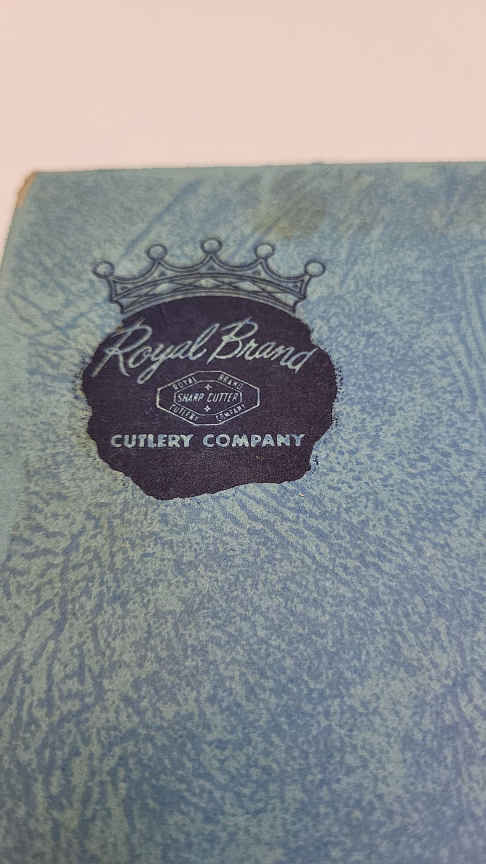 Royal Brand
ROYAL BRAND
SHARP CUTTER
CUTLERY COMPANY
CUTLERY COMPANY